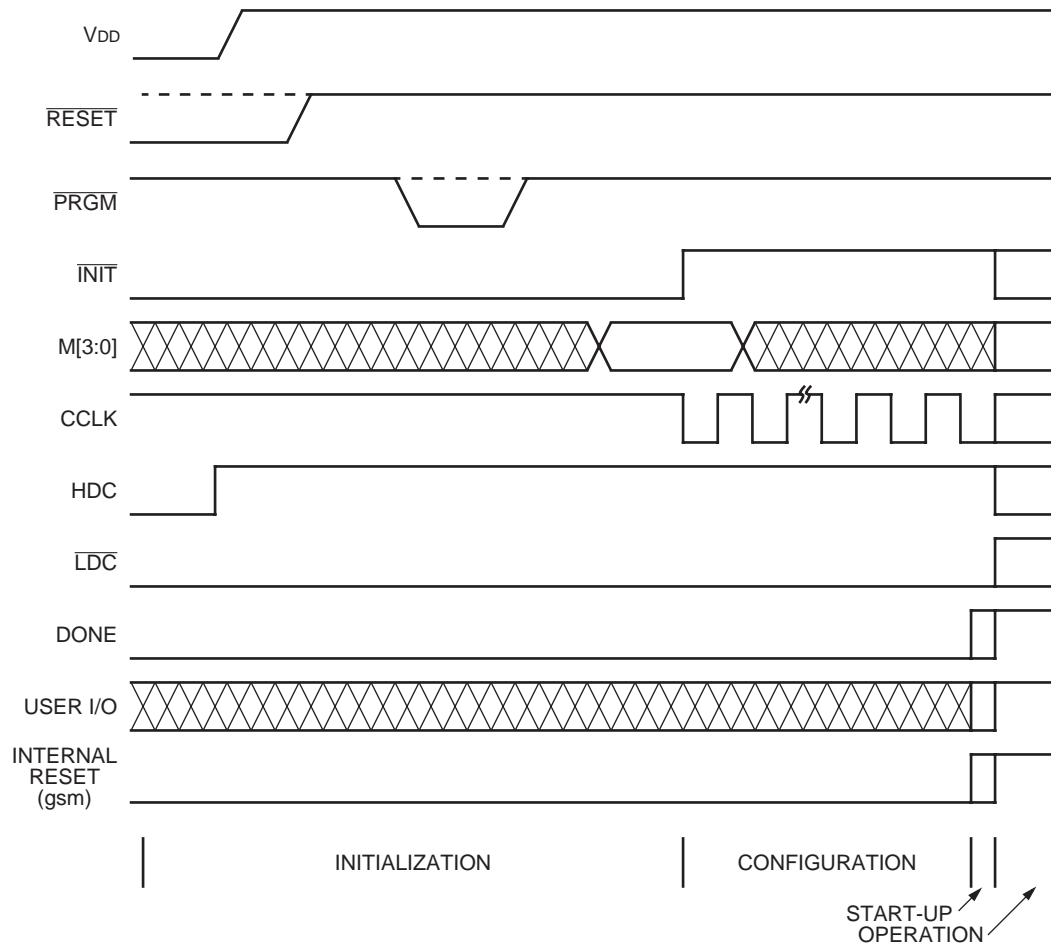 VDD
RESET
PRGM
INIT
M[3:0]
CCLK
HDC
LDC
DONE
USER I/O
INTERNAL
RESET
(gsm)
INITIALIZATION
CONFIGURATION
START-UP
OPERATION